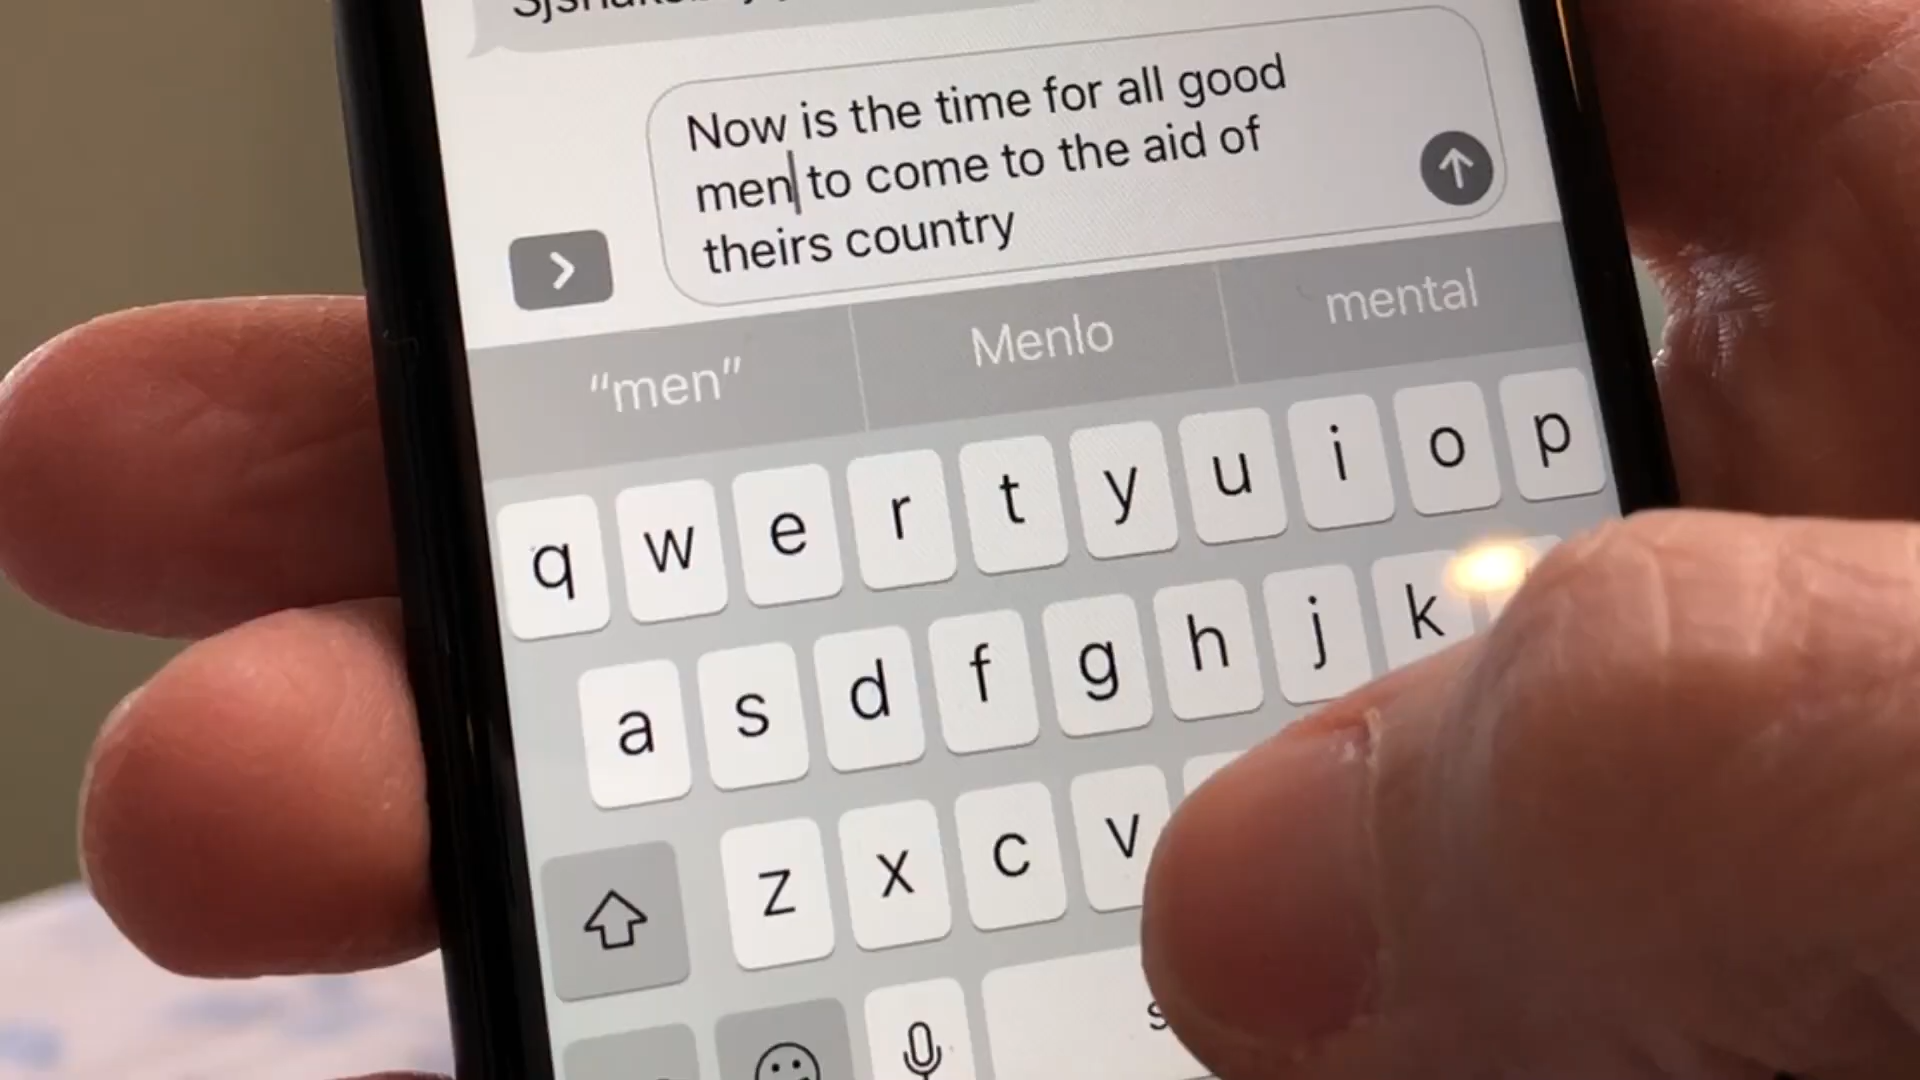 Now is the time for all good
men to come to the aid of
theirs country
"men" Menlo mental
q w e r t y u i o p
a s d f g h j k
z x c v